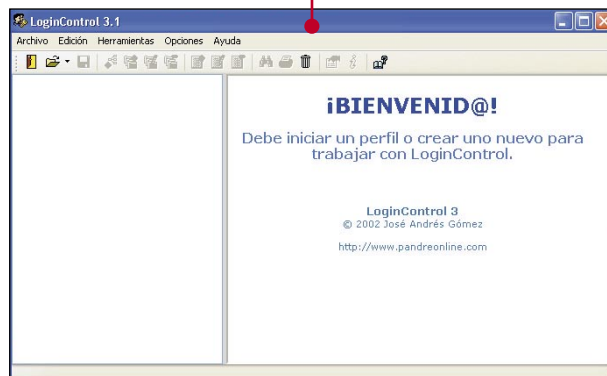 LoginControl 3.1
Archivo Edición Herramientas Opciones Ayuda
¡BIENVENID@!
Debe iniciar un perfil o crear uno nuevo para
trabajar con LoginControl.
LoginControl 3
© 2002 José Andrés Gómez
http://www.pandreonline.com